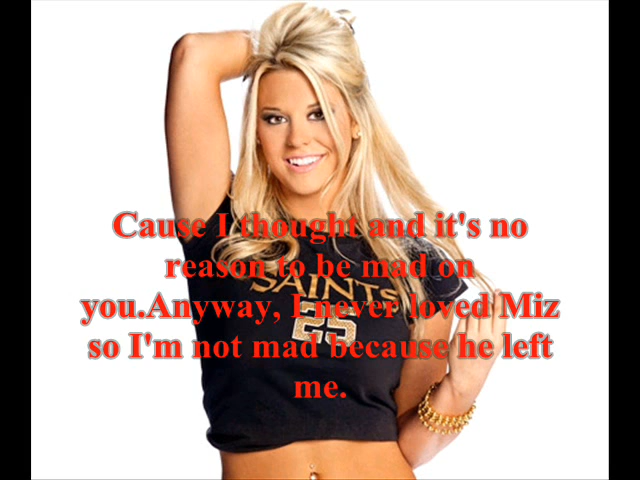 Cause I thought and it's no
reason to be mad on
you.Anyway, I never loved Miz
so I'm not mad because he left
me.
SAINTS
25